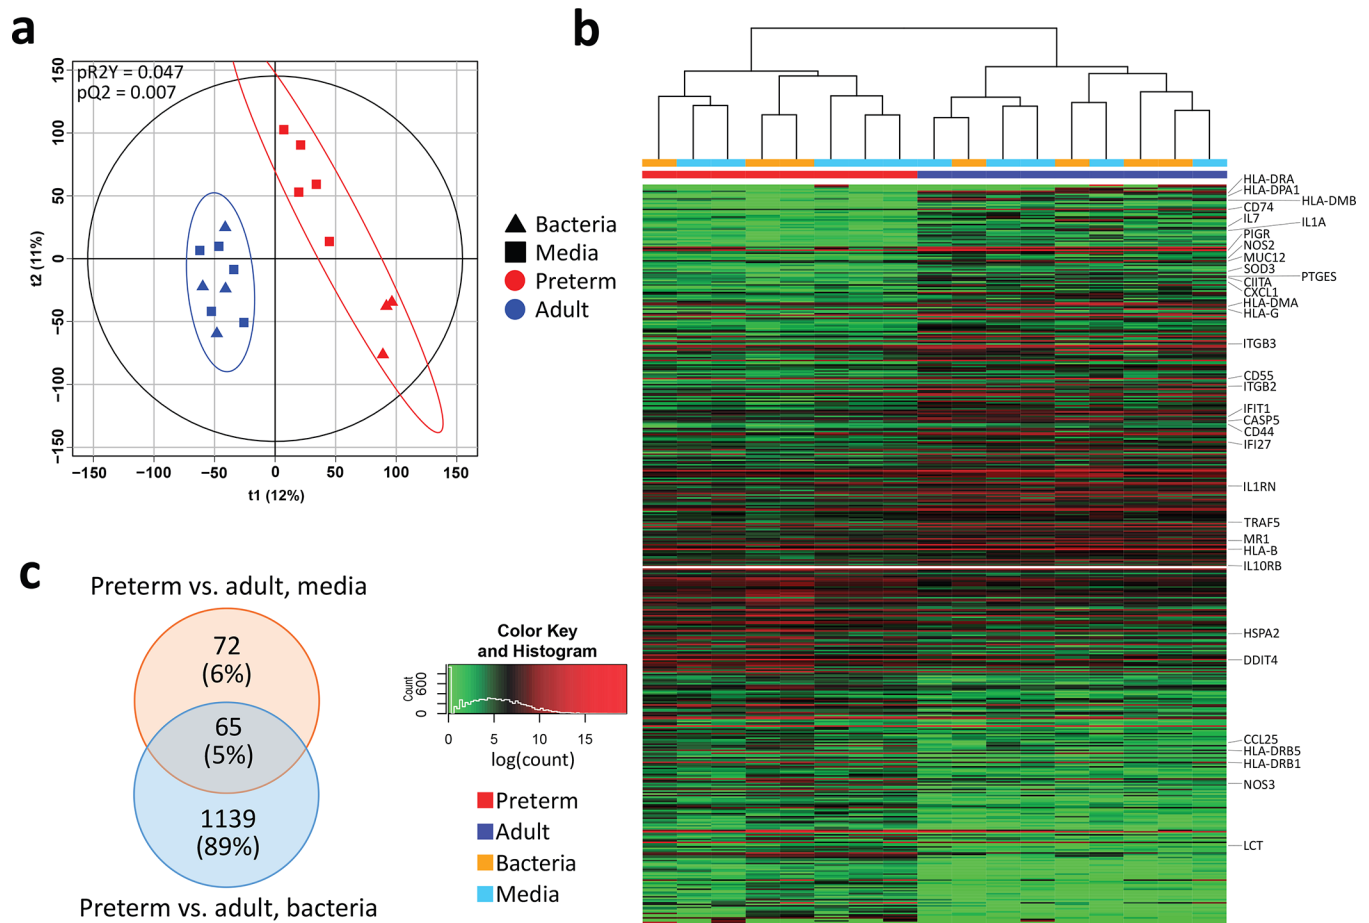 a
pR2Y = 0.047
pQ2 = 0.007
150
100
50
0
−50
−100
−150
t2 (11%)
−150
−100
−50
0
50
100
150
t1 (12%)
Bacteria
Media
Preterm
Adult
b
HLA-DRA
HLA-DPA1
HLA-DMB
CD74
IL7
IL1A
PIGR
NOS2
MUC12
SOD3
PTGES
CIITA
CXCL1
HLA-DMA
HLA-G
ITGB3
CD55
ITGB2
IFIT1
CASP5
CD44
IFI27
IL1RN
TRAF5
MR1
HLA-B
IL10RB
HSPA2
DDIT4
CCL25
HLA-DRB5
HLA-DRB1
NOS3
LCT
c
Preterm vs. adult, media
72
(6%)
65
(5%)
1139
(89%)
Preterm vs. adult, bacteria
Color Key
and Histogram
Count
600
0
0
5
10
15
log(count)
Preterm
Adult
Bacteria
Media